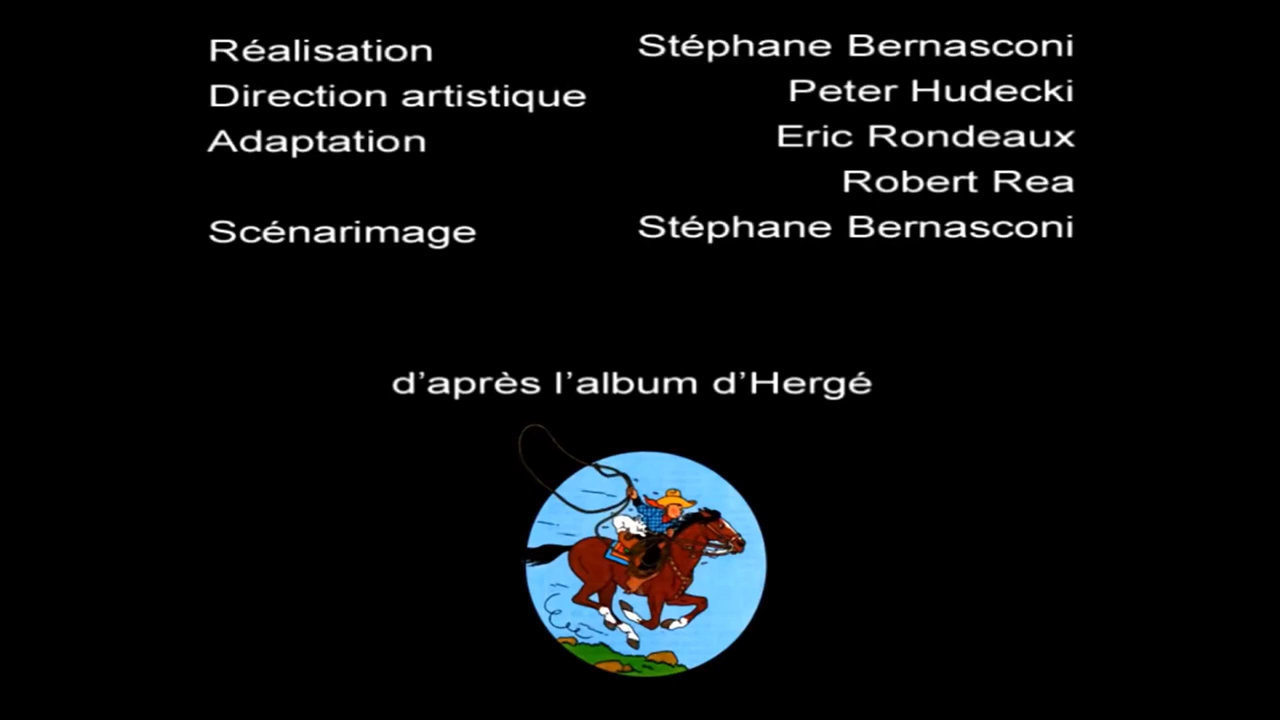 Réalisation Stéphane Bernasconi
Direction artistique Peter Hudecki
Adaptation Eric Rondeaux
Robert Rea
Scénarimage Stéphane Bernasconi
d’après l’album d’Hergé